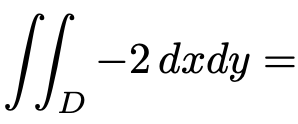 ∬_D −2 dxdy =